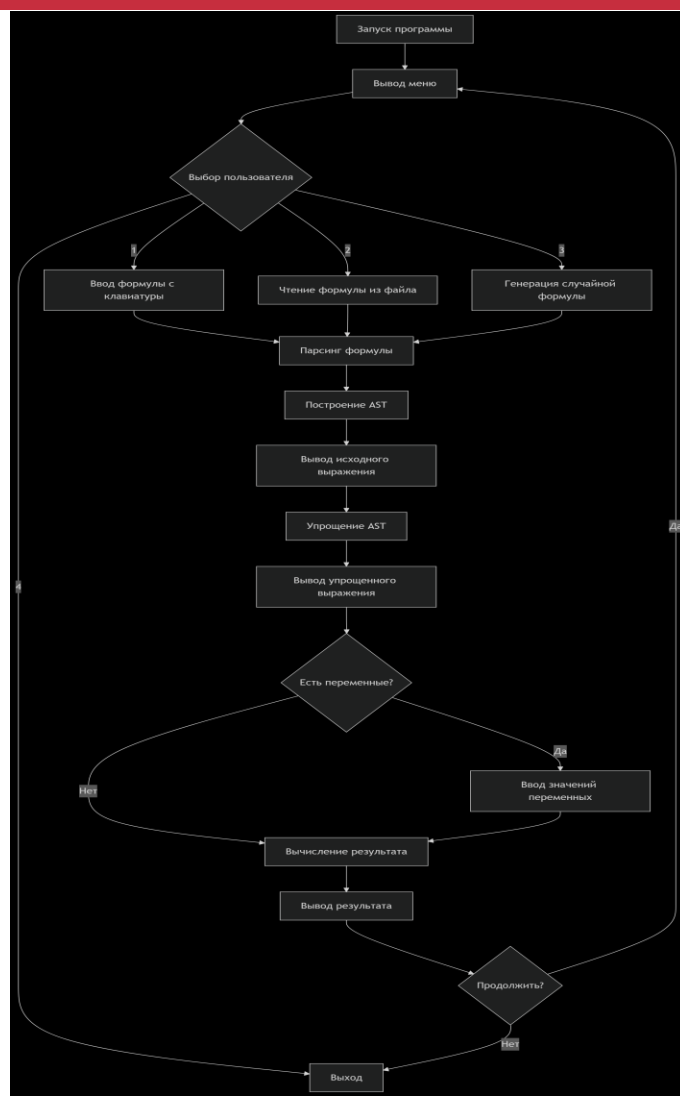 Запуск программы
Вывод меню
Выбор пользователя
1
2
3
Ввод формулы с
клавиатуры
Чтение формулы из файла
Генерация случайной
формулы
Парсинг формулы
Построение AST
Вывод исходного
выражения
Упрощение AST
Да
Вывод упрощенного
выражения
4
Есть переменные?
Да
Нет
Ввод значений
переменных
Вычисление результата
Вывод результата
Продолжить?
Нет
Выход